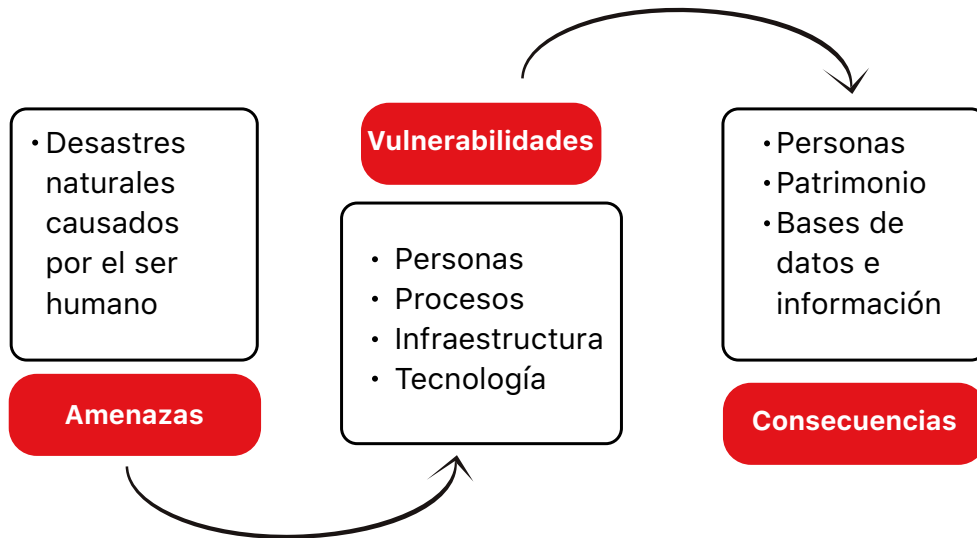 • Desastres
naturales
causados
por el ser
humano
Amenazas
Vulnerabilidades
• Personas
• Procesos
• Infraestructura
• Tecnología
• Personas
• Patrimonio
• Bases de
datos e
información
Consecuencias